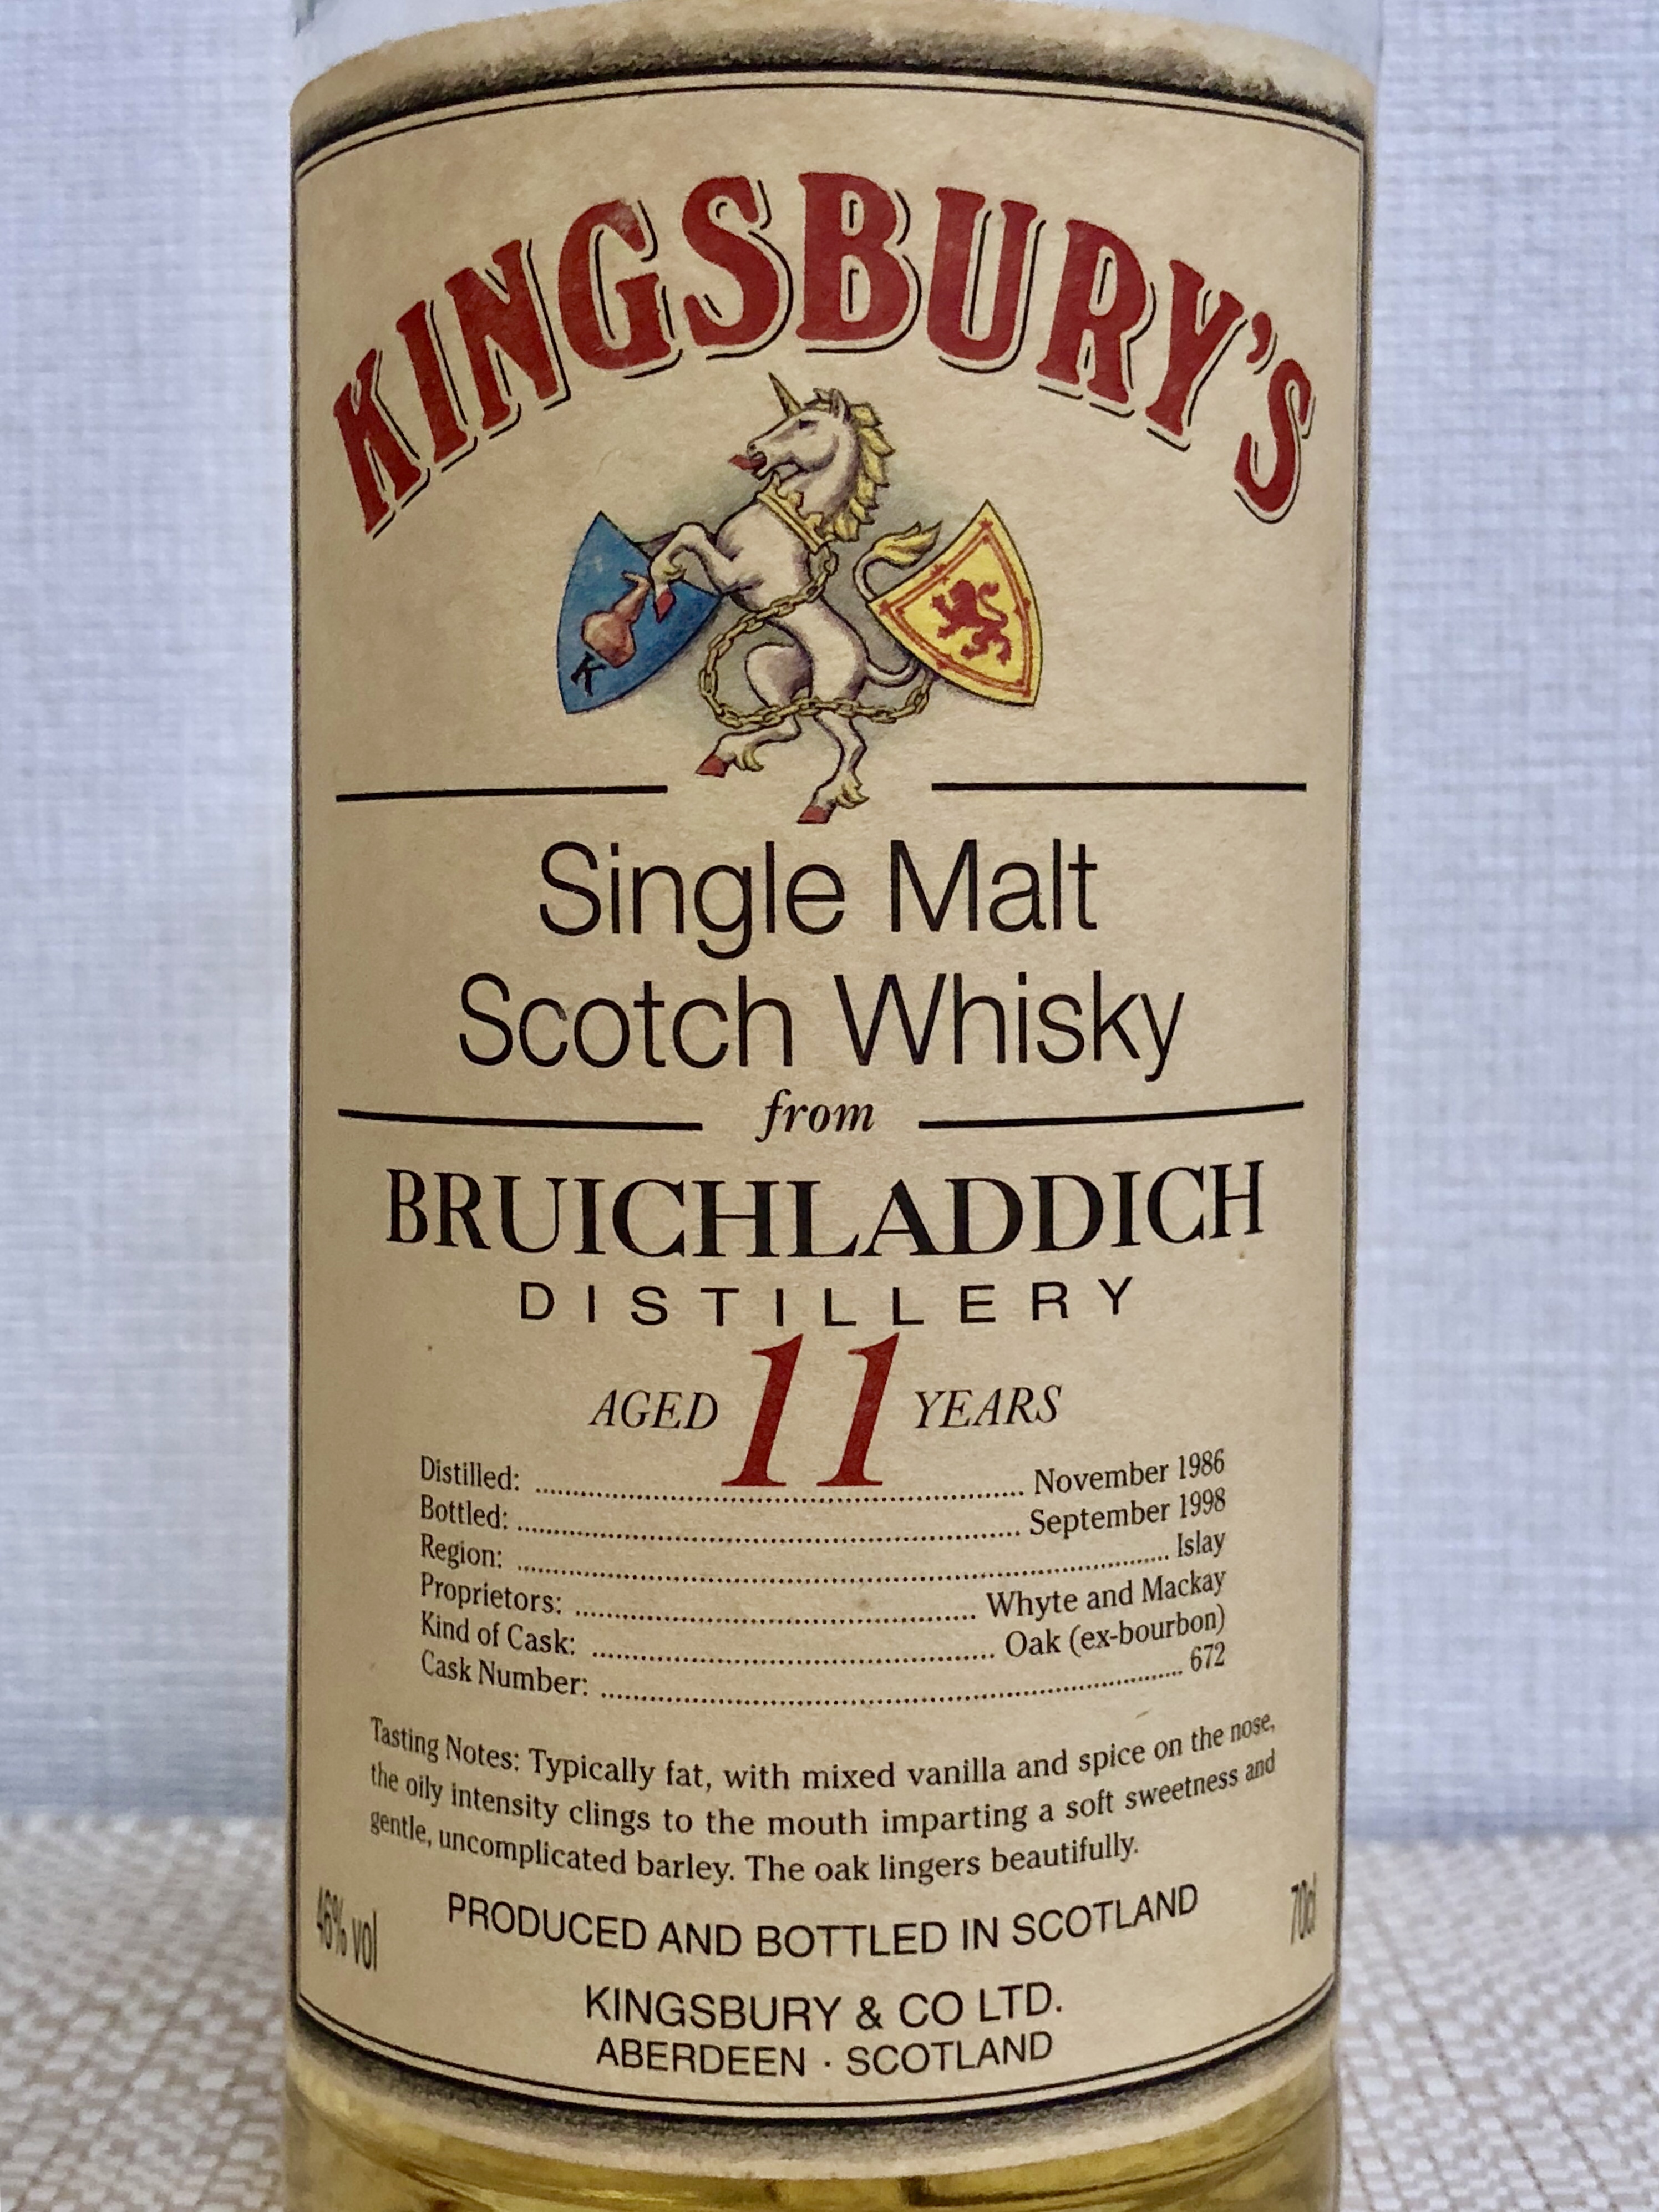 KINGSBURY'S
K
Single Malt
Scotch Whisky
from
BRUICHLADDICH
DISTILLERY
AGED 11 YEARS
Distilled: ........................ November 1986
Bottled: ........................ September 1998
Region: ........................ Islay
Proprietors: ........................ Whyte and Mackay
Kind of Cask: ........................ Oak (ex-bourbon)
Cask Number: ........................ 672
Tasting Notes: Typically fat, with mixed vanilla and spice on the nose,
the oily intensity clings to the mouth imparting a soft sweetness and
gentle, uncomplicated barley. The oak lingers beautifully.
46% vol PRODUCED AND BOTTLED IN SCOTLAND 70cl
KINGSBURY & CO LTD.
ABERDEEN · SCOTLAND